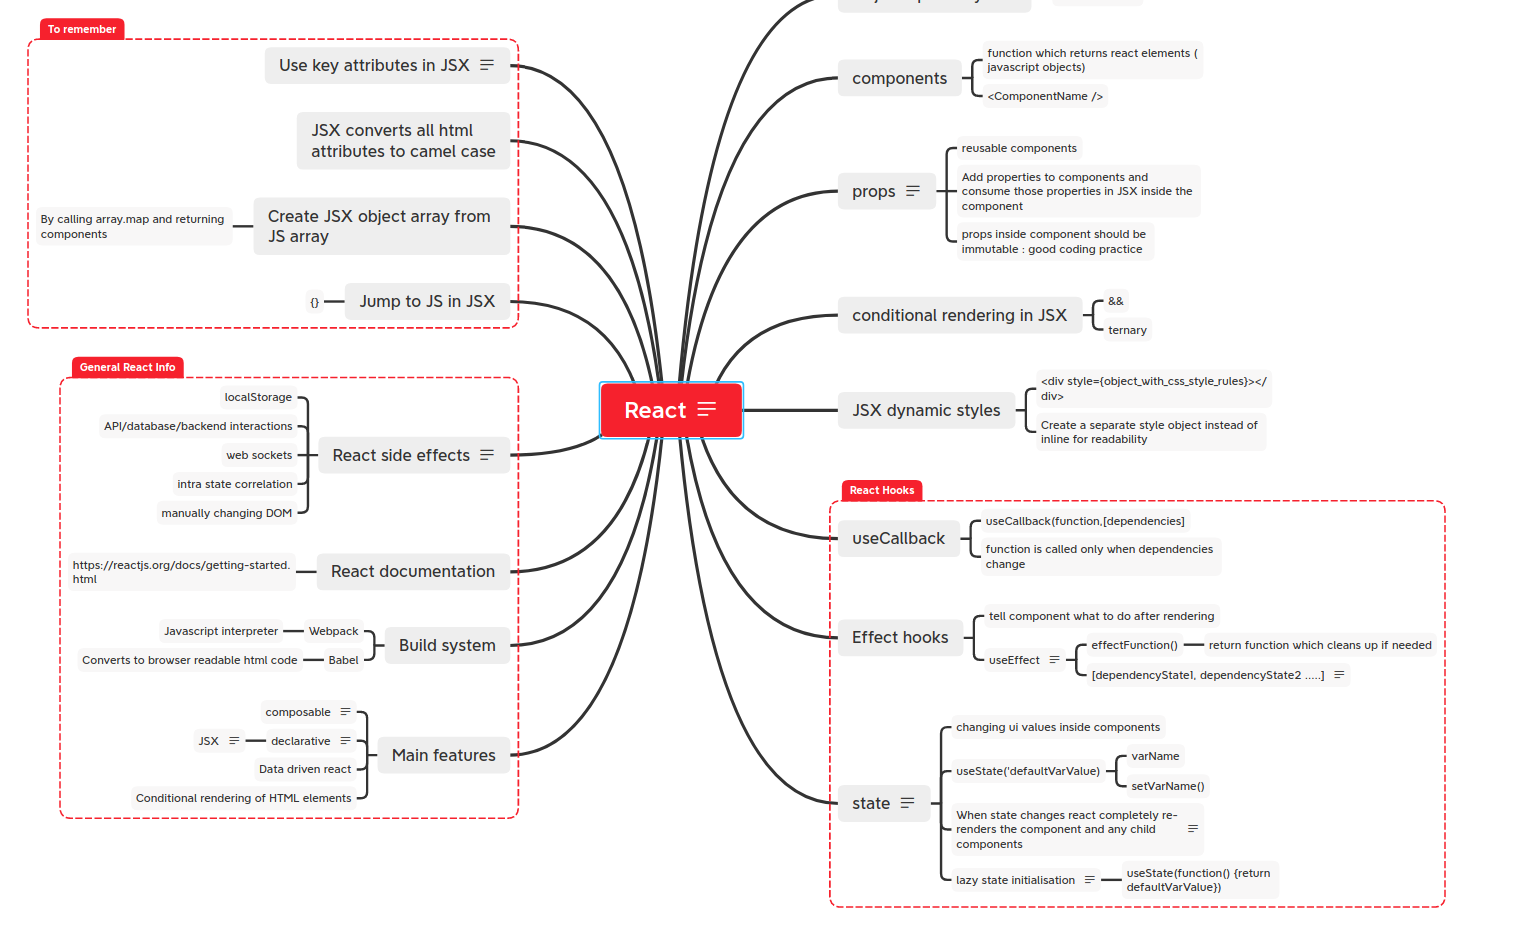 To remember
Use key attributes in JSX
JSX converts all html
attributes to camel case
Create JSX object array from
JS array
By calling array.map and returning
components
Jump to JS in JSX
{}
General React Info
React side effects
localStorage
API/database/backend interactions
web sockets
intra state correlation
manually changing DOM
React documentation
https://reactjs.org/docs/getting-started.
html
Build system
Webpack
Javascript interpreter
Babel
Converts to browser readable html code
Main features
composable
declarative
JSX
Data driven react
Conditional rendering of HTML elements
React
components
function which returns react elements (
javascript objects)
<ComponentName />
props
reusable components
Add properties to components and
consume those properties in JSX inside the
component
props inside component should be
immutable : good coding practice
conditional rendering in JSX
&&
ternary
JSX dynamic styles
<div style={object_with_css_style_rules}></
div>
Create a separate style object instead of
inline for readability
React Hooks
useCallback
useCallback(function,[dependencies]
function is called only when dependencies
change
Effect hooks
tell component what to do after rendering
useEffect
effectFunction()
return function which cleans up if needed
[dependencyState1, dependencyState2 .....]
state
changing ui values inside components
useState('defaultVarValue)
varName
setVarName()
When state changes react completely re-
renders the component and any child
components
lazy state initialisation
useState(function() {return
defaultVarValue})